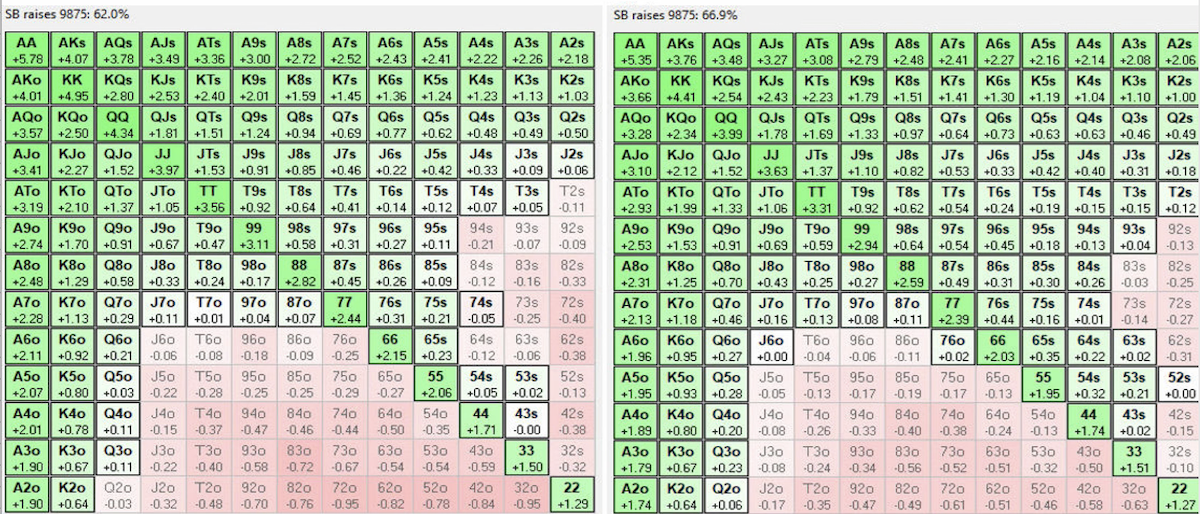 SB raises 9875: 62.0%
AA AKs AQs AJs ATs A9s A8s A7s A6s A5s A4s A3s A2s
+5.78 +4.07 +3.78 +3.49 +3.36 +3.00 +2.72 +2.52 +2.43 +2.41 +2.22 +2.26 +2.18
AKo KK KQs KJs KTs K9s K8s K7s K6s K5s K4s K3s K2s
+4.01 +4.95 +2.80 +2.53 +2.40 +2.01 +1.59 +1.45 +1.36 +1.24 +1.23 +1.13 +1.03
AQo KQo QQ QJs QTs Q9s Q8s Q7s Q6s Q5s Q4s Q3s Q2s
+3.57 +2.50 +4.34 +1.81 +1.51 +1.24 +0.94 +0.69 +0.77 +0.62 +0.48 +0.49 +0.50
AJo KJo QJo JJ JTs J9s J8s J7s J6s J5s J4s J3s J2s
+3.41 +2.27 +1.52 +3.97 +1.53 +0.91 +0.85 +0.46 +0.22 +0.42 +0.33 +0.09 +0.06
ATo KTo QTo JTo TT T9s T8s T7s T6s T5s T4s T3s T2s
+3.19 +2.10 +1.37 +1.05 +3.56 +0.92 +0.64 +0.41 +0.14 +0.12 +0.07 +0.05 -0.11
A9o K9o Q9o J9o T9o 99 98s 97s 96s 95s 94s 93s 92s
+2.74 +1.70 +0.91 +0.67 +0.47 +3.11 +0.58 +0.31 +0.27 +0.11 -0.21 -0.07 -0.09
A8o K8o Q8o J8o T8o 98o 88 87s 86s 85s 84s 83s 82s
+2.48 +1.29 +0.58 +0.33 +0.24 +0.17 +2.82 +0.45 +0.26 +0.09 -0.12 -0.16 -0.33
A7o K7o Q7o J7o T7o 97o 87o 77 76s 75s 74s 73s 72s
+2.28 +1.13 +0.29 +0.11 +0.01 +0.04 +0.07 +2.44 +0.31 +0.21 -0.05 -0.25 -0.40
A6o K6o Q6o J6o T6o 96o 86o 76o 66 65s 64s 63s 62s
+2.11 +0.92 +0.21 -0.06 -0.08 -0.18 -0.09 -0.25 +2.15 +0.23 -0.12 -0.06 -0.38
A5o K5o Q5o J5o T5o 95o 85o 75o 65o 55 54s 53s 52s
+2.07 +0.80 +0.03 -0.22 -0.28 -0.25 -0.25 -0.29 -0.27 +2.06 +0.05 +0.02 -0.13
A4o K4o Q4o J4o T4o 94o 84o 74o 64o 54o 44 43s 42s
+2.01 +0.78 +0.11 -0.15 -0.37 -0.47 -0.46 -0.44 -0.50 -0.35 +1.71 -0.00 -0.38
A3o K3o Q3o J3o T3o 93o 83o 73o 63o 53o 43o 33 32s
+1.90 +0.67 +0.11 -0.22 -0.40 -0.58 -0.72 -0.67 -0.54 -0.54 -0.59 +1.50 -0.32
A2o K2o Q2o J2o T2o 92o 82o 72o 62o 52o 42o 32o 22
+1.90 +0.64 -0.03 -0.32 -0.48 -0.70 -0.76 -0.95 -0.82 -0.78 -0.84 -0.95 +1.29
SB raises 9875: 66.9%
AA AKs AQs AJs ATs A9s A8s A7s A6s A5s A4s A3s A2s
+5.35 +3.76 +3.48 +3.27 +3.08 +2.79 +2.48 +2.41 +2.27 +2.16 +2.14 +2.08 +2.06
AKo KK KQs KJs KTs K9s K8s K7s K6s K5s K4s K3s K2s
+3.66 +4.41 +2.54 +2.43 +2.23 +1.79 +1.51 +1.41 +1.30 +1.19 +1.04 +1.10 +1.00
AQo KQo QQ QJs QTs Q9s Q8s Q7s Q6s Q5s Q4s Q3s Q2s
+3.28 +2.34 +3.99 +1.78 +1.69 +1.33 +0.97 +0.64 +0.73 +0.63 +0.63 +0.46 +0.49
AJo KJo QJo JJ JTs J9s J8s J7s J6s J5s J4s J3s J2s
+3.10 +2.12 +1.52 +3.63 +1.37 +1.10 +0.82 +0.53 +0.33 +0.42 +0.40 +0.31 +0.18
ATo KTo QTo JTo TT T9s T8s T7s T6s T5s T4s T3s T2s
+2.93 +1.99 +1.33 +1.06 +3.31 +0.92 +0.62 +0.54 +0.24 +0.19 +0.15 +0.15 +0.12
A9o K9o Q9o J9o T9o 99 98s 97s 96s 95s 94s 93s 92s
+2.53 +1.53 +0.91 +0.69 +0.59 +2.94 +0.64 +0.54 +0.45 +0.18 +0.13 +0.04 -0.13
A8o K8o Q8o J8o T8o 98o 88 87s 86s 85s 84s 83s 82s
+2.31 +1.25 +0.70 +0.43 +0.25 +0.27 +2.59 +0.49 +0.31 +0.30 +0.26 -0.03 -0.25
A7o K7o Q7o J7o T7o 97o 87o 77 76s 75s 74s 73s 72s
+2.13 +1.18 +0.46 +0.16 +0.13 +0.08 +0.11 +2.39 +0.44 +0.16 +0.01 -0.14 -0.27
A6o K6o Q6o J6o T6o 96o 86o 76o 66 65s 64s 63s 62s
+1.96 +0.95 +0.27 +0.00 -0.04 -0.06 -0.11 +0.02 +2.03 +0.35 +0.22 +0.02 -0.31
A5o K5o Q5o J5o T5o 95o 85o 75o 65o 55 54s 53s 52s
+1.95 +0.93 +0.28 -0.05 -0.13 -0.17 -0.19 -0.17 -0.13 +1.95 +0.32 +0.21 +0.00
A4o K4o Q4o J4o T4o 94o 84o 74o 64o 54o 44 43s 42s
+1.89 +0.80 +0.20 -0.08 -0.26 -0.33 -0.40 -0.38 -0.24 -0.13 +1.74 +0.02 -0.15
A3o K3o Q3o J3o T3o 93o 83o 73o 63o 53o 43o 33 32s
+1.79 +0.67 +0.23 -0.08 -0.24 -0.34 -0.56 -0.52 -0.51 -0.32 -0.50 +1.51 -0.10
A2o K2o Q2o J2o T2o 92o 82o 72o 62o 52o 42o 32o 22
+1.74 +0.64 +0.06 -0.17 -0.35 -0.47 -0.49 -0.61 -0.51 -0.46 -0.58 -0.63 +1.27